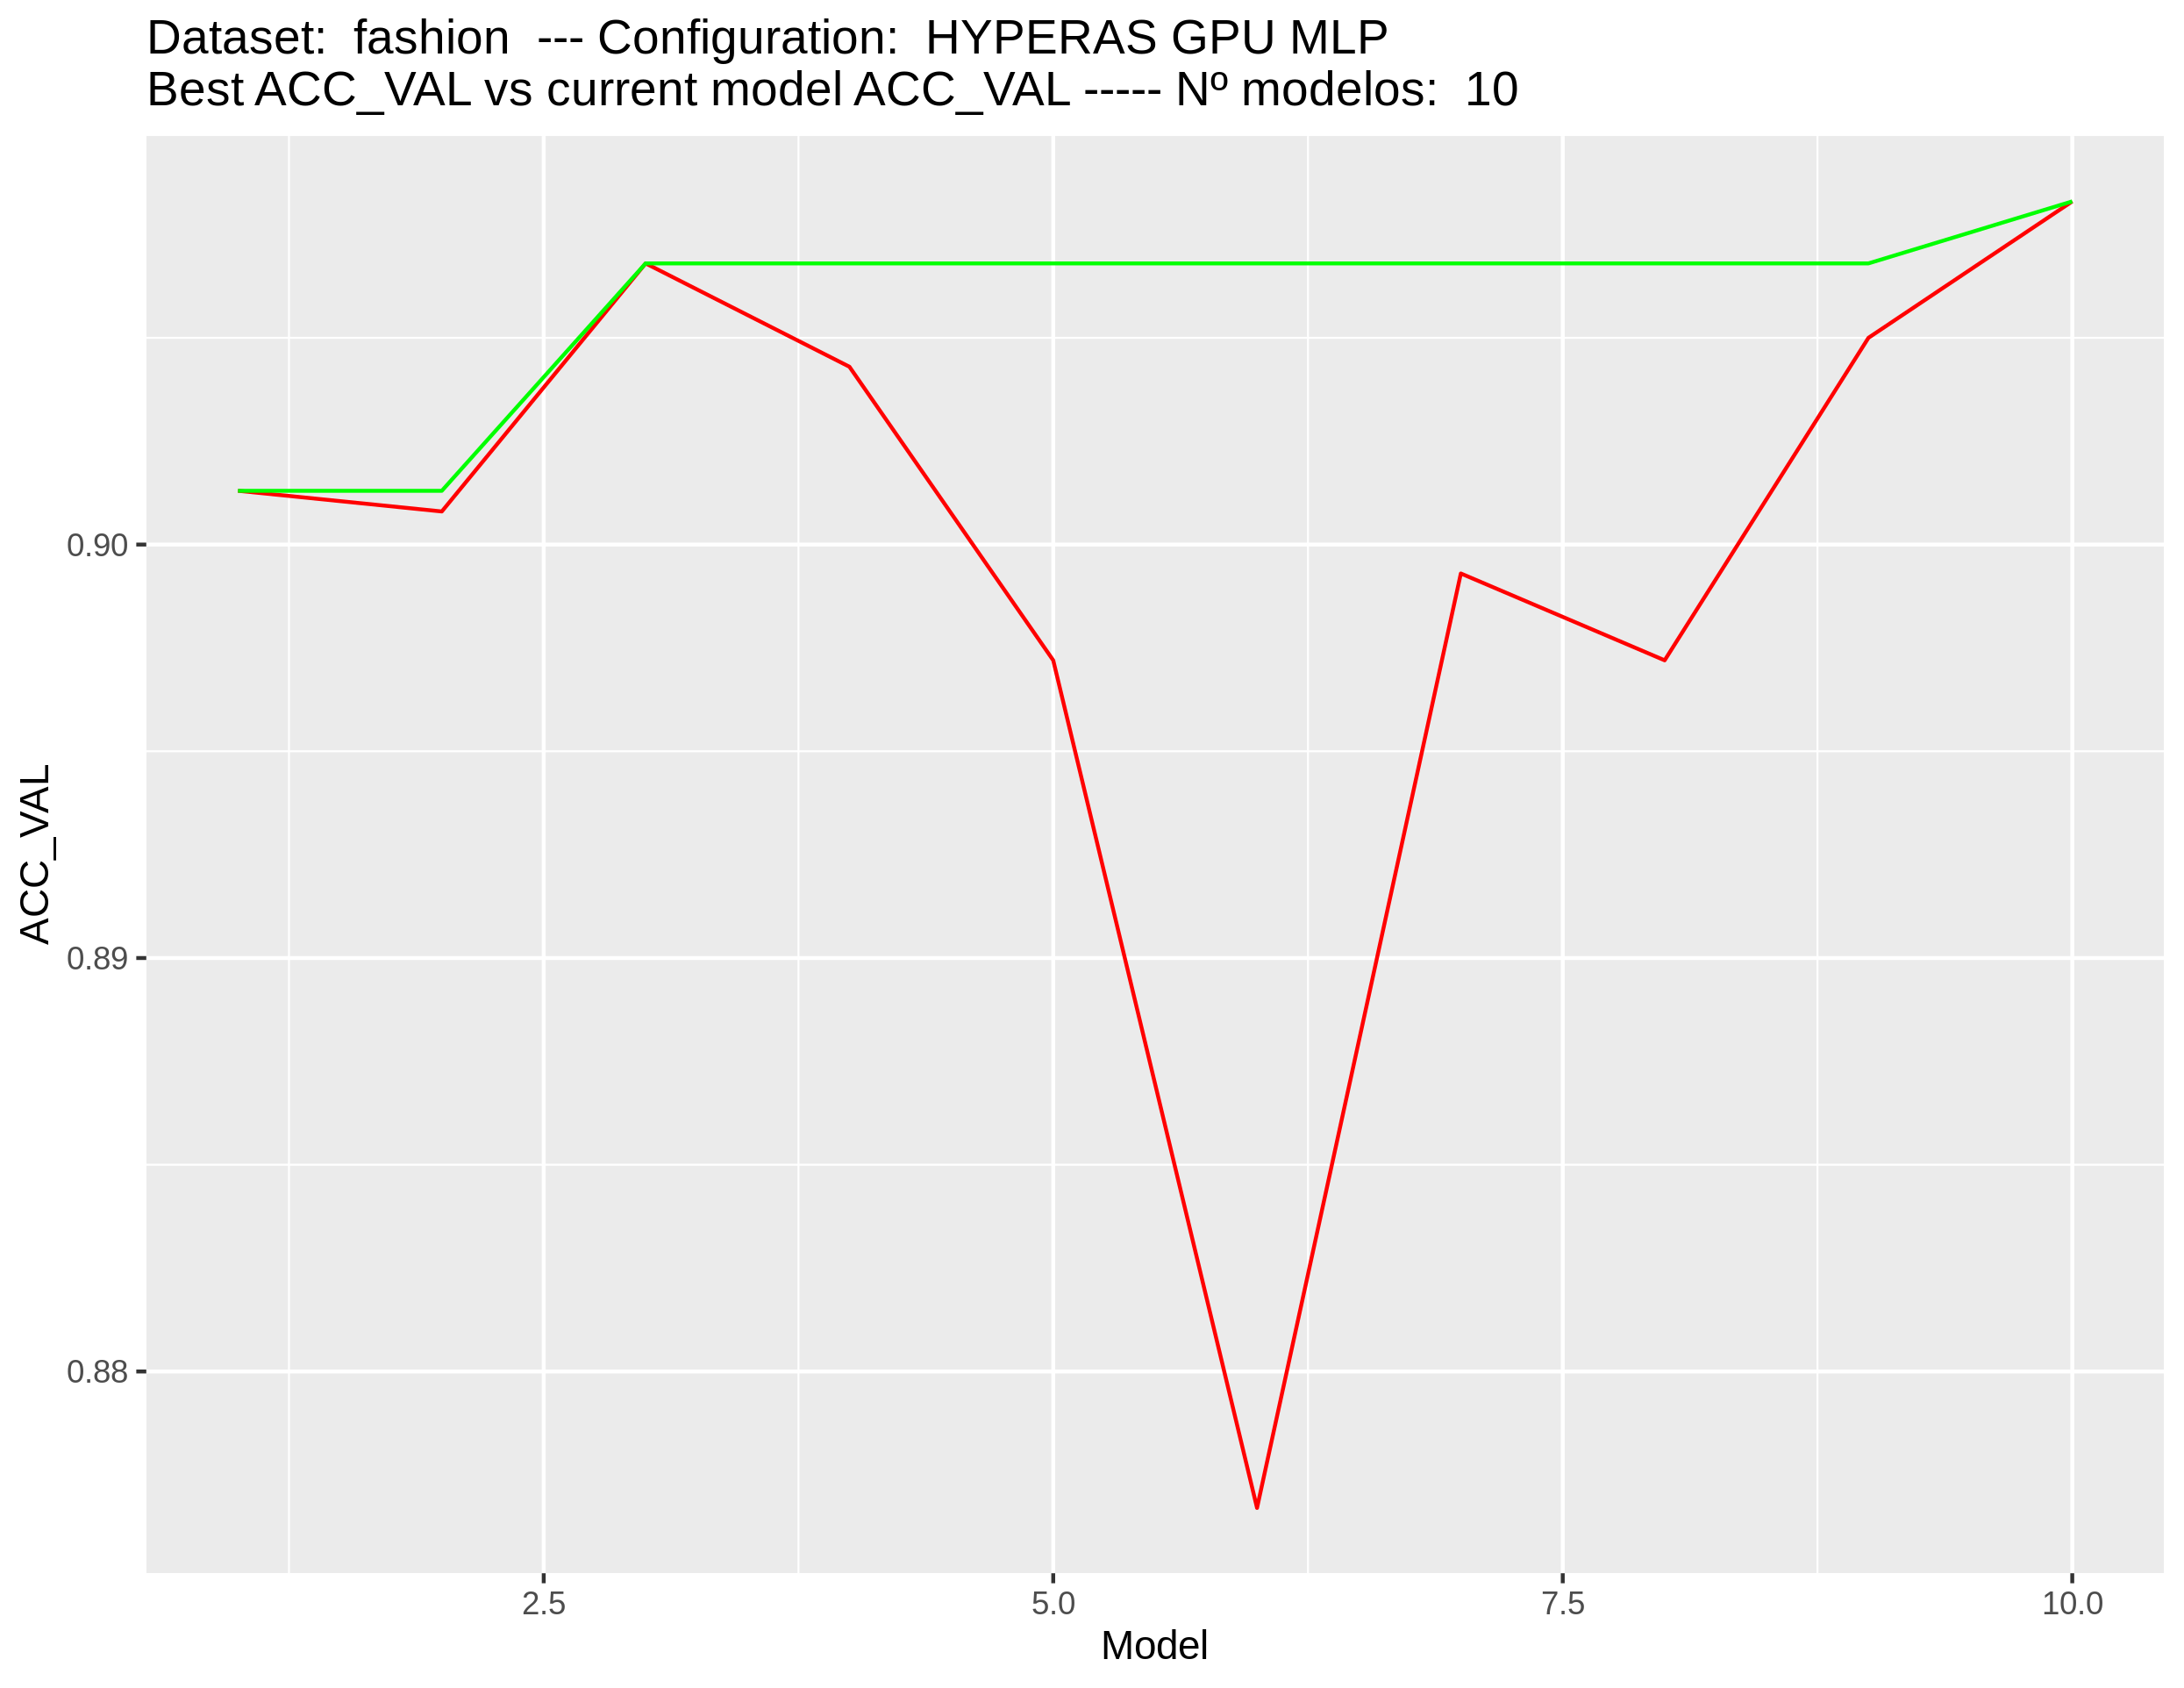 Dataset:  fashion  --- Configuration:  HYPERAS GPU MLP
Best ACC_VAL vs current model ACC_VAL ----- Nº modelos:  10
ACC_VAL
0.90
0.89
0.88
2.5 5.0 7.5 10.0
Model